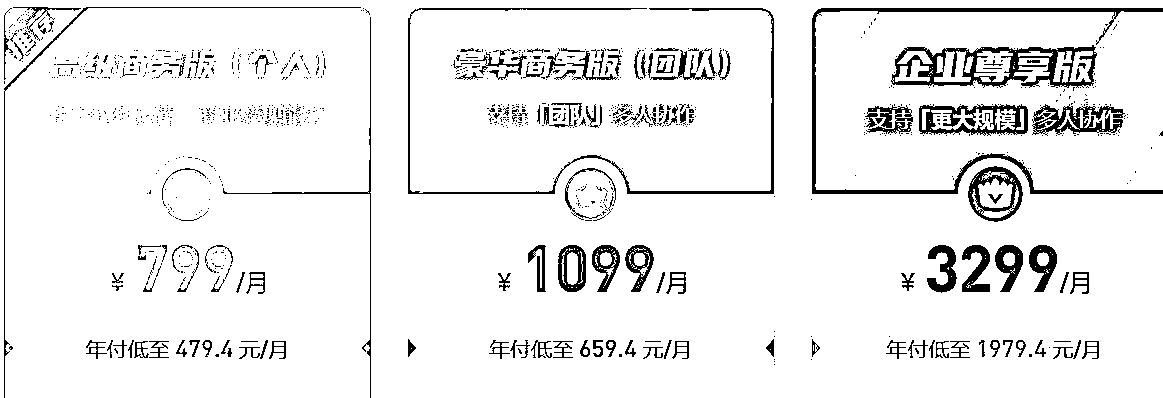 推荐
高级商务版（个人）
豪华商务版（团队）
支持「团队」多人协作
企业尊享版
支持「更大规模」多人协作
¥ 799/月
年付低至 479.4 元/月
¥ 1099/月
年付低至 659.4 元/月
¥ 3299/月
年付低至 1979.4 元/月